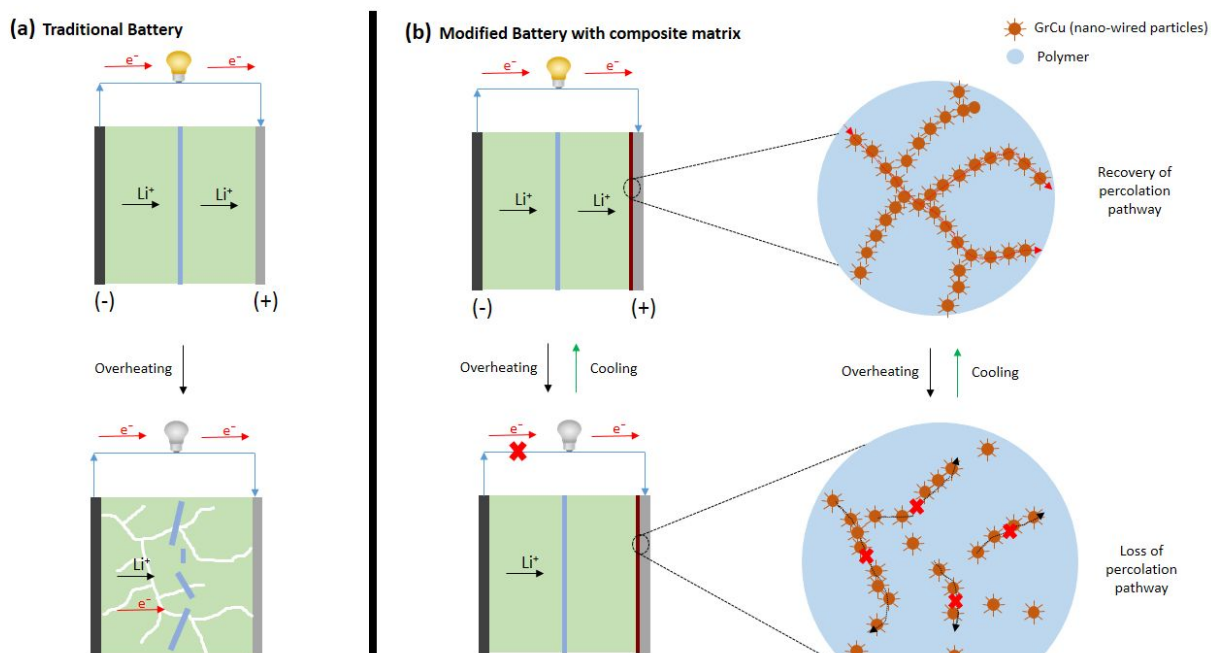 (a) Traditional Battery
e⁻ e⁻
Li⁺ Li⁺
(-) (+)
Overheating
e⁻ e⁻
Li⁺
e⁻
(b) Modified Battery with composite matrix
e⁻ e⁻
Li⁺ Li⁺
(-) (+)
Overheating Cooling
e⁻ e⁻
Li⁺
GrCu (nano-wired particles)
Polymer
Recovery of
percolation
pathway
Overheating Cooling
Loss of
percolation
pathway